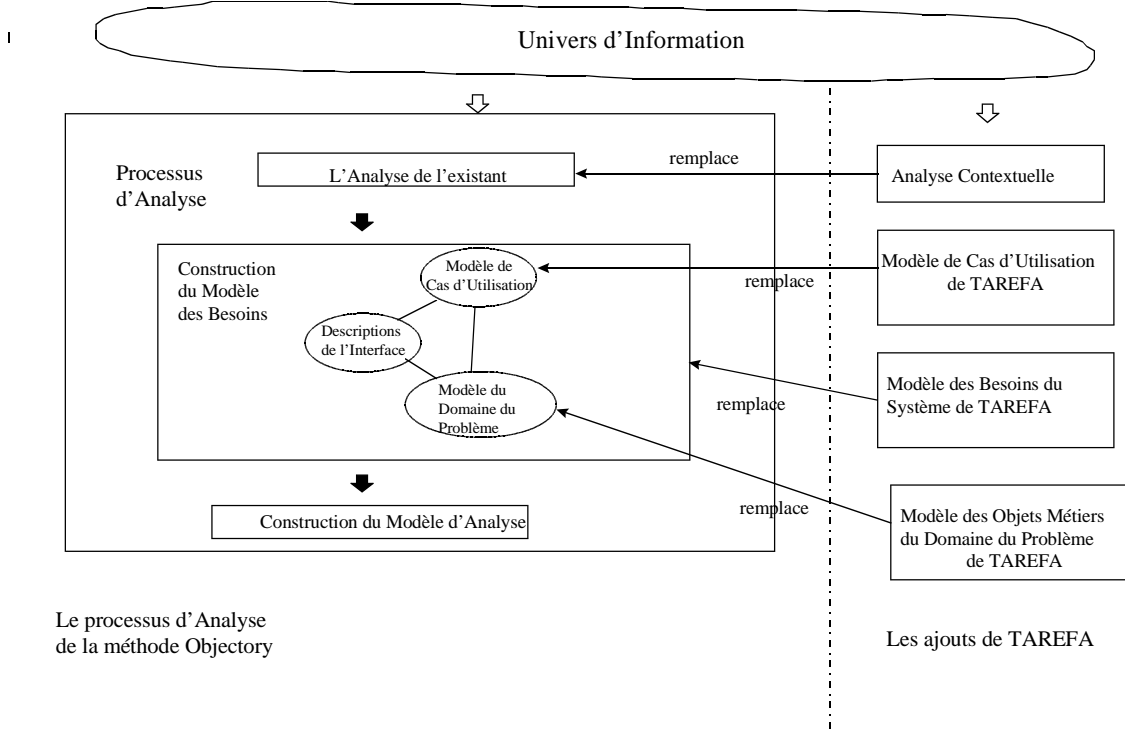 Univers d'Information
Processus
d'Analyse
L'Analyse de l'existant
remplace
Analyse Contextuelle
Construction
du Modèle
des Besoins
Modèle de
Cas d'Utilisation
remplace
Modèle de Cas d'Utilisation
de TAREFA
Descriptions
de l'Interface
Modèle du
Domaine du
Problème
remplace
Modèle des Besoins du
Système de TAREFA
Construction du Modèle d'Analyse
remplace
Modèle des Objets Métiers
du Domaine du Problème
de TAREFA
Le processus d'Analyse
de la méthode Objectory
Les ajouts de TAREFA